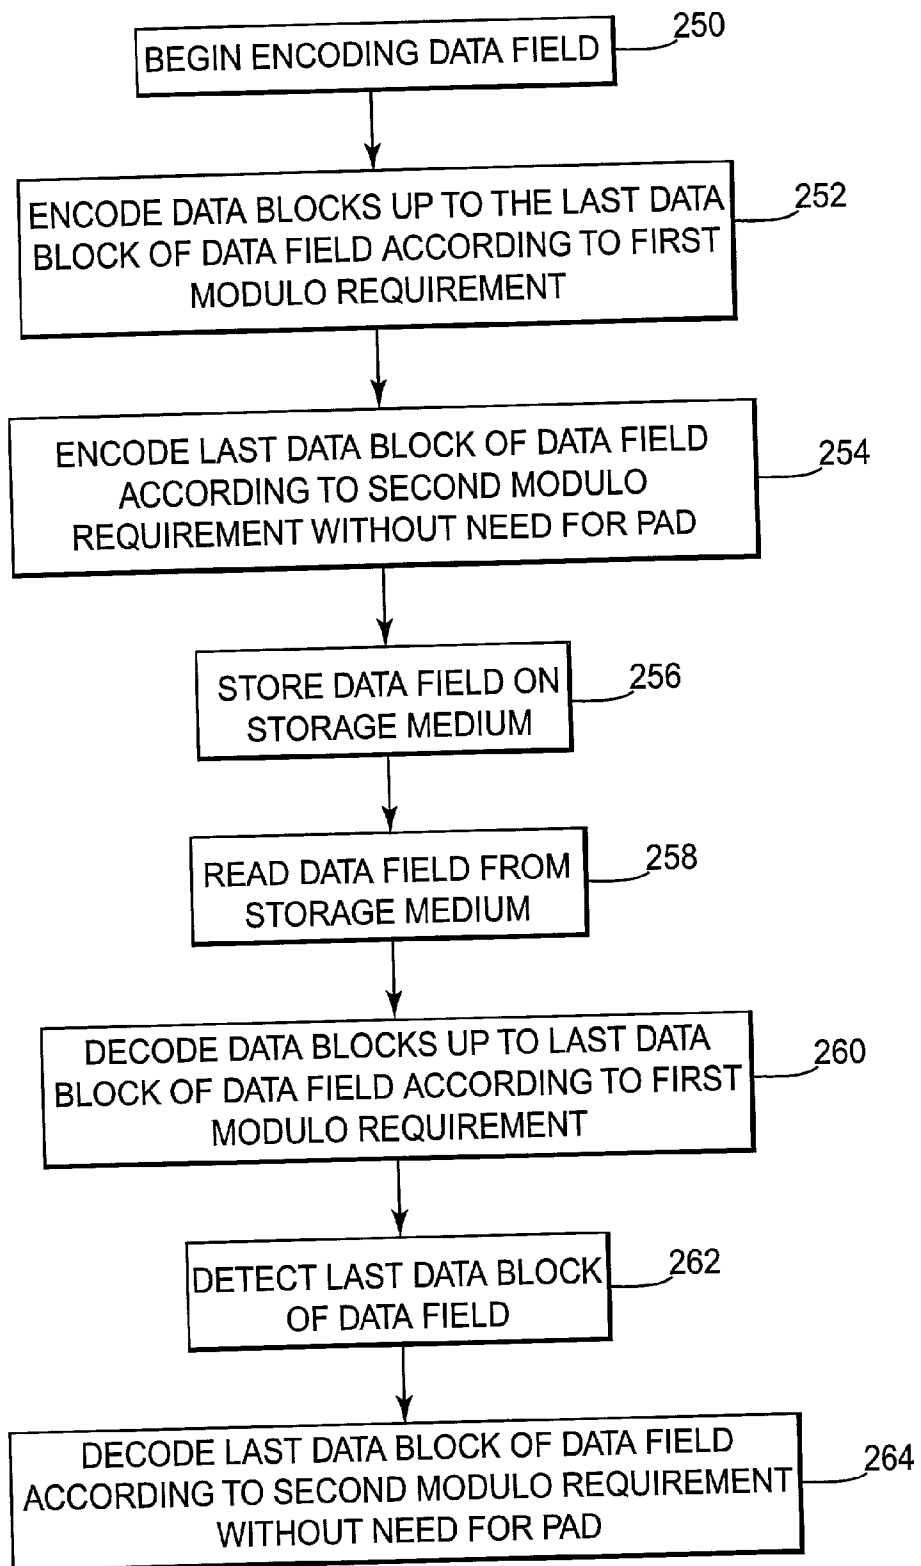 BEGIN ENCODING DATA FIELD
250
ENCODE DATA BLOCKS UP TO THE LAST DATA
BLOCK OF DATA FIELD ACCORDING TO FIRST
MODULO REQUIREMENT
252
ENCODE LAST DATA BLOCK OF DATA FIELD
ACCORDING TO SECOND MODULO
REQUIREMENT WITHOUT NEED FOR PAD
254
STORE DATA FIELD ON
STORAGE MEDIUM
256
READ DATA FIELD FROM
STORAGE MEDIUM
258
DECODE DATA BLOCKS UP TO LAST DATA
BLOCK OF DATA FIELD ACCORDING TO FIRST
MODULO REQUIREMENT
260
DETECT LAST DATA BLOCK
OF DATA FIELD
262
DECODE LAST DATA BLOCK OF DATA FIELD
ACCORDING TO SECOND MODULO REQUIREMENT
WITHOUT NEED FOR PAD
264